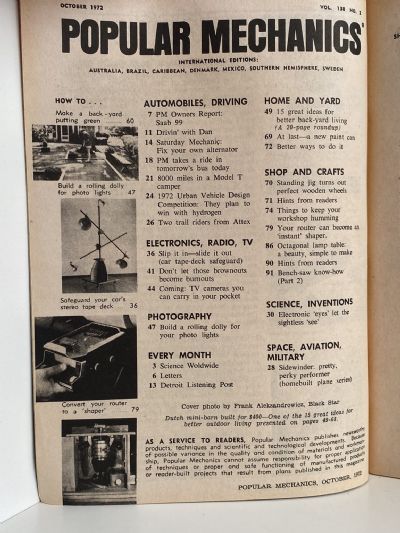 OCTOBER 1972
VOL. 138 NO. 2
POPULAR MECHANICS
INTERNATIONAL EDITIONS:
AUSTRALIA, BRAZIL, CARIBBEAN, DENMARK, MEXICO, SOUTHERN HEMISPHERE, SWEDEN
HOW TO . . .
Make a back-yard
putting green 60
Build a rolling dolly
for photo lights 47
Safeguard your car's
stereo tape deck 36
Convert your router
to a 'shaper' 79
AUTOMOBILES, DRIVING
7 PM Owners Report:
Saab 99
11 Drivin' with Dan
14 Saturday Mechanic:
Fix your own alternator
18 PM takes a ride in
tomorrow's bus today
21 8000 miles in a Model T
camper
24 1972 Urban Vehicle Design
Competition: They plan to
win with hydrogen
26 Two trail riders from Attex
ELECTRONICS, RADIO, TV
36 Slip it in—slide it out
(car tape-deck safeguard)
41 Don't let those brownouts
become burnouts
44 Coming: TV cameras you
can carry in your pocket
PHOTOGRAPHY
47 Build a rolling dolly for
your photo lights
EVERY MONTH
3 Science Woldwide
6 Letters
13 Detroit Listening Post
HOME AND YARD
49 15 great ideas for
better back-yard living
(A 20-page roundup)
69 At last—a new paint can
72 Better ways to do it
SHOP AND CRAFTS
70 Standing jig turns out
perfect wooden wheels
71 Hints from readers
74 Things to keep your
workshop humming
79 Your router can become an
'instant' shaper,
86 Octagonal lamp table:
a beauty, simple to make
90 Hints from readers
91 Bench-saw know-how
(Part 2)
SCIENCE, INVENTIONS
30 Electronic 'eyes' let the
sightless 'see'
SPACE, AVIATION,
MILITARY
28 Sidewinder: pretty,
perky performer
(homebuilt plane series)
Cover photo by Frank Aleksandrowicz, Black Star
Dutch mini-barn built for $400—One of the 15 great ideas for
better outdoor living presented on pages 49-68.
AS A SERVICE TO READERS, Popular Mechanics publishes newsworthy
products, techniques and scientific and technological developments. Because
of possible variance in the quality and condition of materials and workman-
ship, Popular Mechanics cannot assume responsibility for proper application
of techniques or proper and safe functioning of manufactured products
or reader-built projects that result from plans published in this magazine.
POPULAR MECHANICS, OCTOBER, 1972